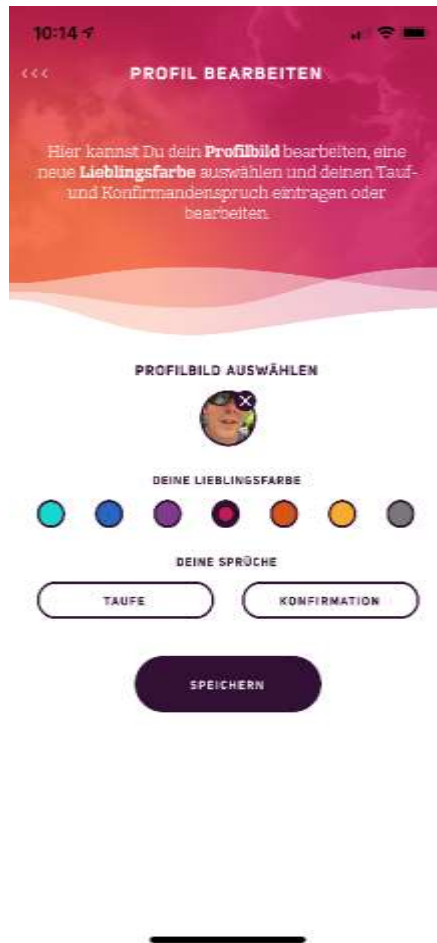 10:14
<<<
PROFIL BEARBEITEN
Hier kannst Du dein Profilbild bearbeiten, eine
neue Lieblingsfarbe auswählen und deinen Tauf-
und Konfirmandenspruch eintragen oder
bearbeiten.
PROFILBILD AUSWÄHLEN
DEINE LIEBLINGSFARBE
DEINE SPRÜCHE
TAUFE
KONFIRMATION
SPEICHERN